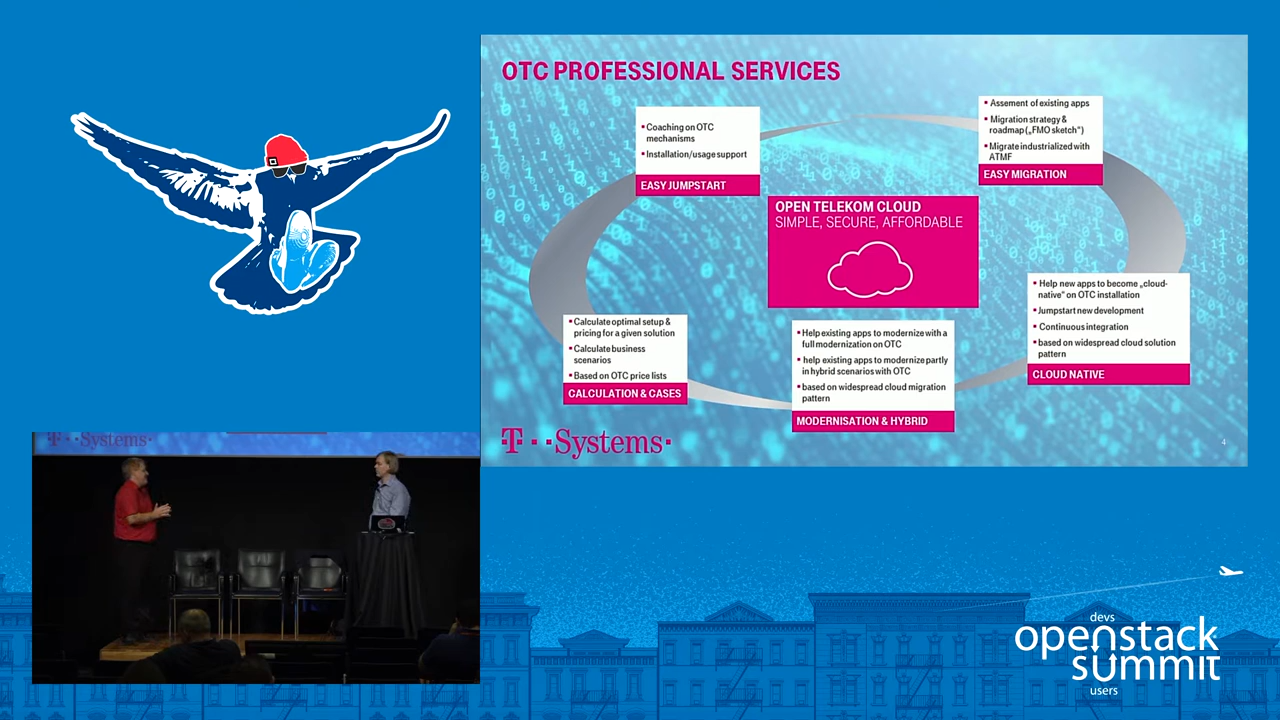 OTC PROFESSIONAL SERVICES
▪ Coaching on OTC
mechanisms
▪ Installation/usage support
EASY JUMPSTART
▪ Assement of existing apps
▪ Migration strategy &
roadmap („FMO sketch“)
▪ Migrate industrialized with
ATMF
EASY MIGRATION
OPEN TELEKOM CLOUD
SIMPLE, SECURE, AFFORDABLE
▪ Help new apps to become „cloud-
native“ on OTC installation
▪ Jumpstart new development
▪ Continuous integration
▪ based on widespread cloud solution
pattern
CLOUD NATIVE
▪ Calculate optimal setup &
pricing for a given solution
▪ Calculate business
scenarios
▪ Based on OTC price lists
CALCULATION & CASES
▪ Help existing apps to modernize with a
full modernization on OTC
▪ help existing apps to modernize partly
in hybrid scenarios with OTC
▪ based on widespread cloud migration
pattern
MODERNISATION & HYBRID
T··Systems·
4
T··Systems·
devs
openstack
summit
users